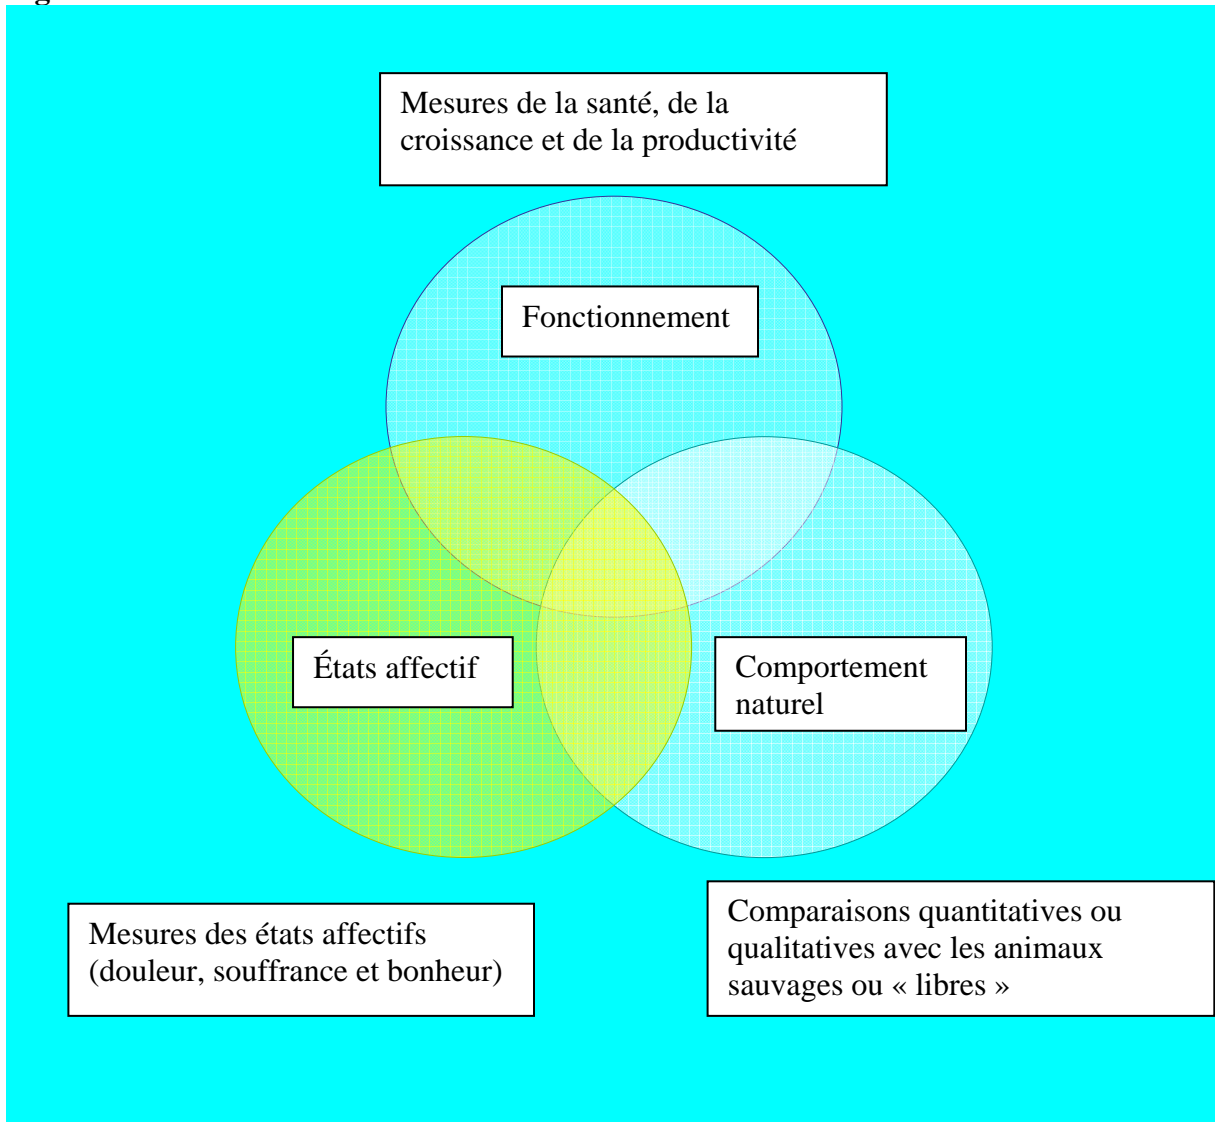 Mesures de la santé, de la
croissance et de la productivité
Fonctionnement
États affectif
Comportement
naturel
Mesures des états affectifs
(douleur, souffrance et bonheur)
Comparaisons quantitatives ou
qualitatives avec les animaux
sauvages ou « libres »